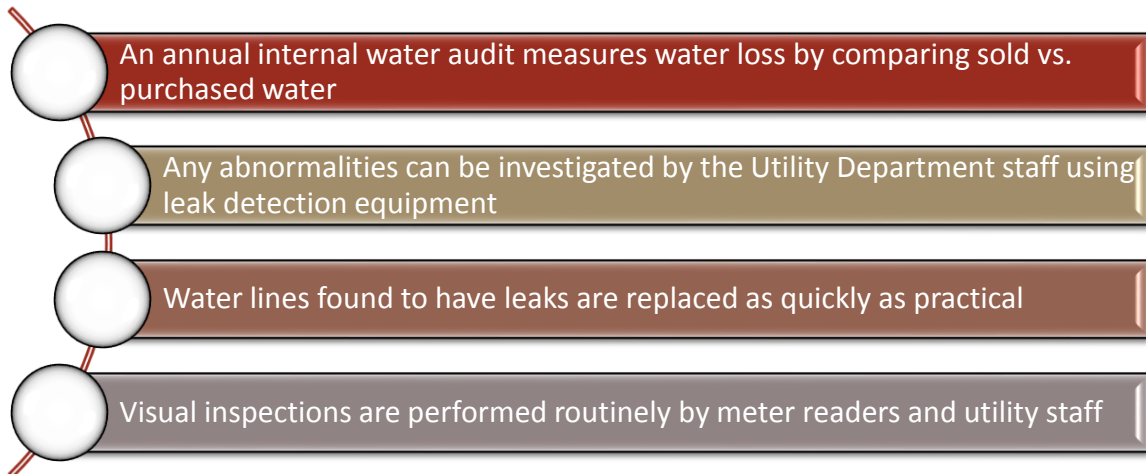 An annual internal water audit measures water loss by comparing sold vs.
purchased water
Any abnormalities can be investigated by the Utility Department staff using
leak detection equipment
Water lines found to have leaks are replaced as quickly as practical
Visual inspections are performed routinely by meter readers and utility staff